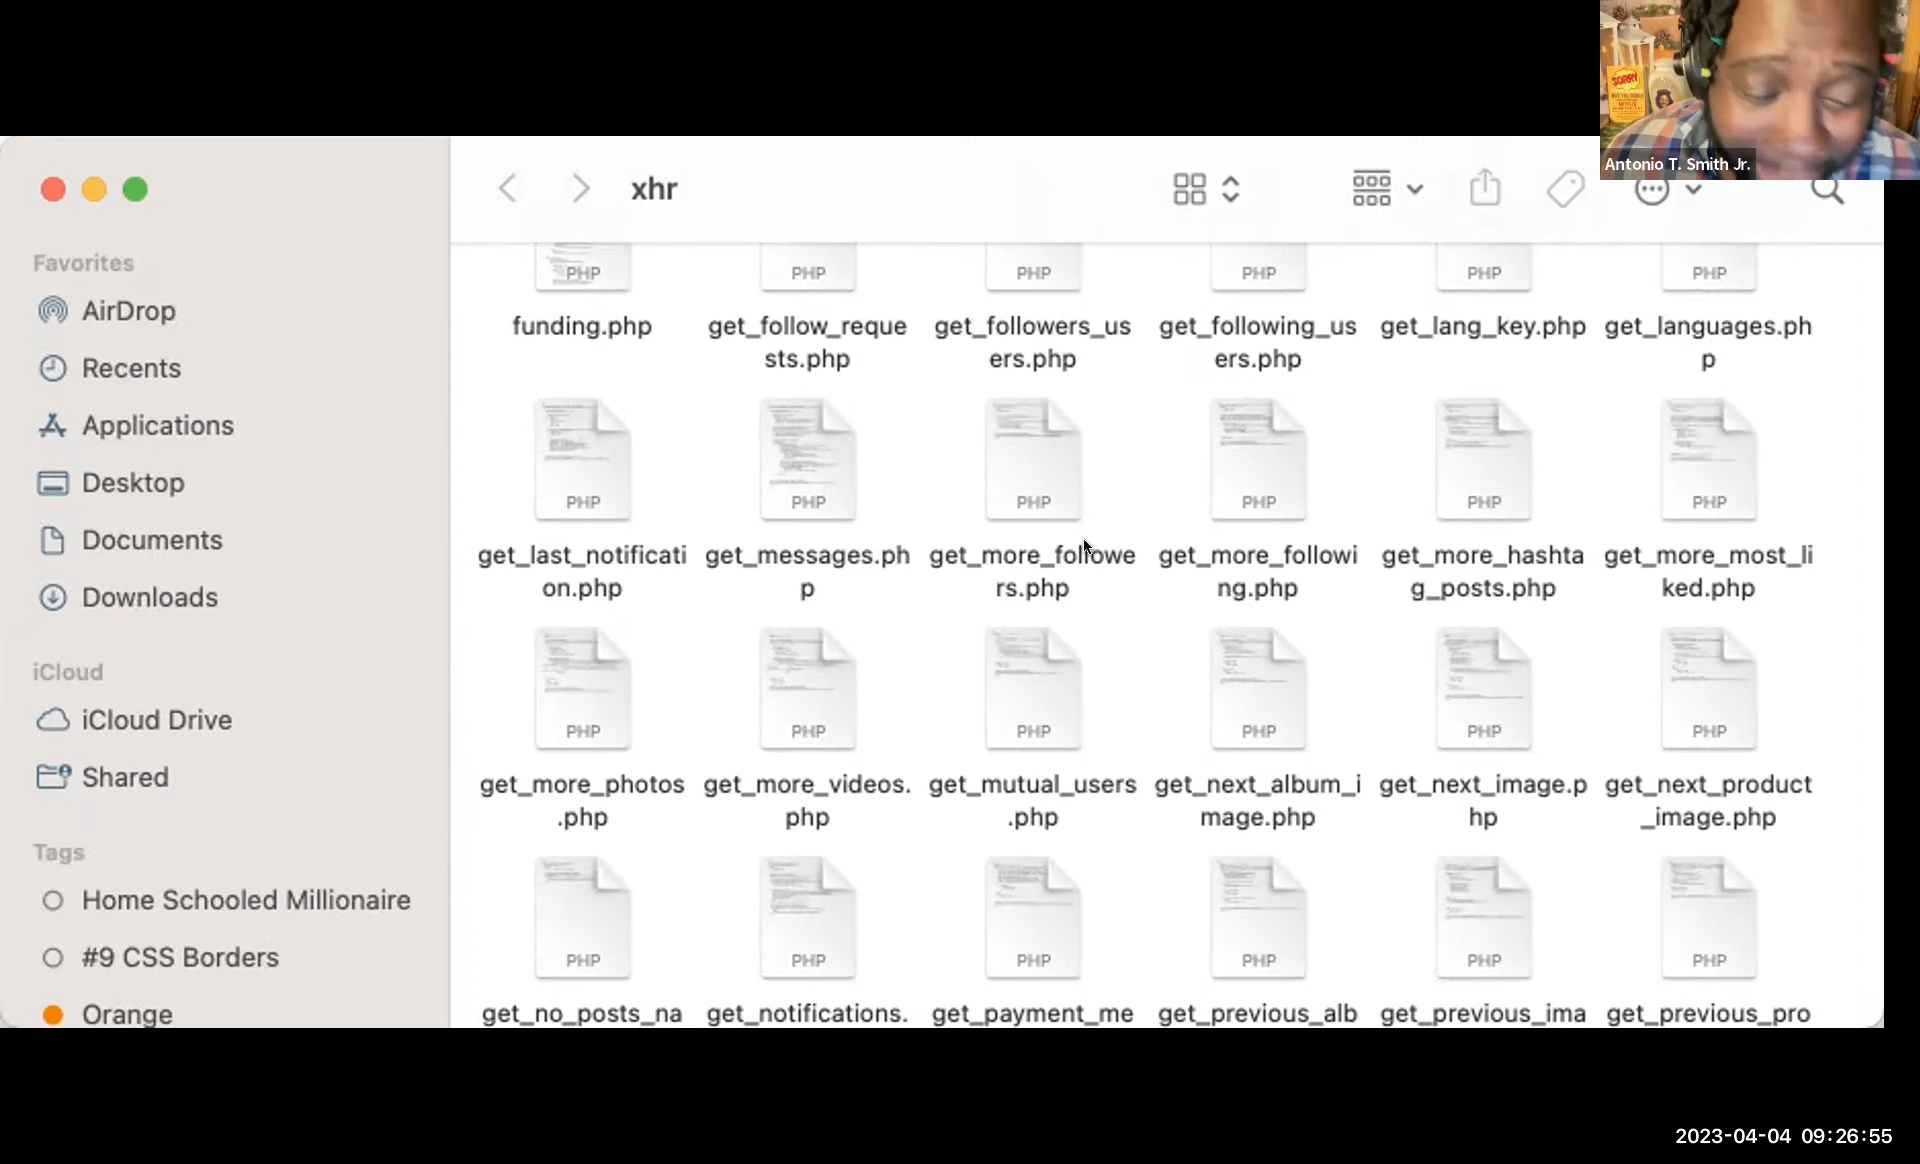 SORRY
Antonio T. Smith Jr.
xhr
Favorites
AirDrop
Recents
Applications
Desktop
Documents
Downloads
iCloud
iCloud Drive
Shared
Tags
Home Schooled Millionaire
#9 CSS Borders
Orange
PHP PHP PHP PHP PHP PHP
funding.php get_follow_reque get_followers_us get_following_us get_lang_key.php get_languages.ph
sts.php ers.php ers.php p
PHP PHP PHP PHP PHP PHP
get_last_notificati get_messages.ph get_more_followe get_more_followi get_more_hashta get_more_most_li
on.php p rs.php ng.php g_posts.php ked.php
PHP PHP PHP PHP PHP PHP
get_more_photos get_more_videos. get_mutual_users get_next_album_i get_next_image.p get_next_product
.php php .php mage.php hp _image.php
PHP PHP PHP PHP PHP PHP
get_no_posts_na get_notifications. get_payment_me get_previous_alb get_previous_ima get_previous_pro
2023-04-04 09:26:55